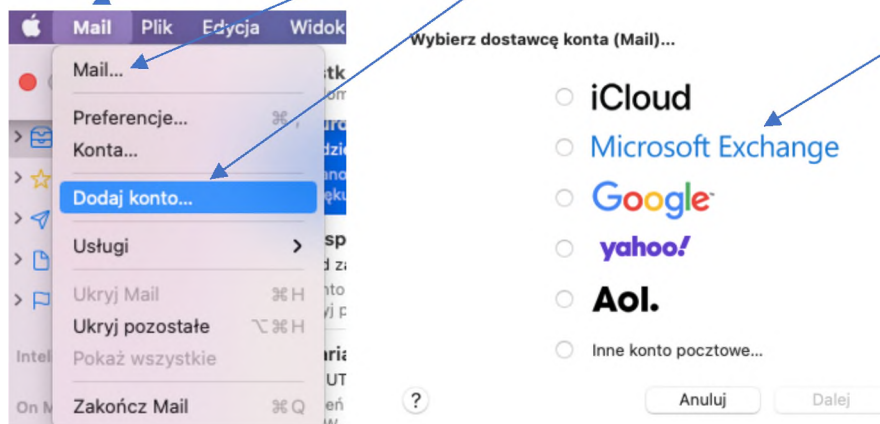 Mail Plik Edycja Widok
Mail...
Preferencje... ⌘,
Konta...
Dodaj konto...
Usługi
Ukryj Mail ⌘H
Ukryj pozostałe ⌥⌘H
Pokaż wszystkie
Zakończ Mail ⌘Q
Wybierz dostawcę konta (Mail)...
iCloud
Microsoft Exchange
Google
yahoo!
Aol.
Inne konto pocztowe...
? Anuluj Dalej